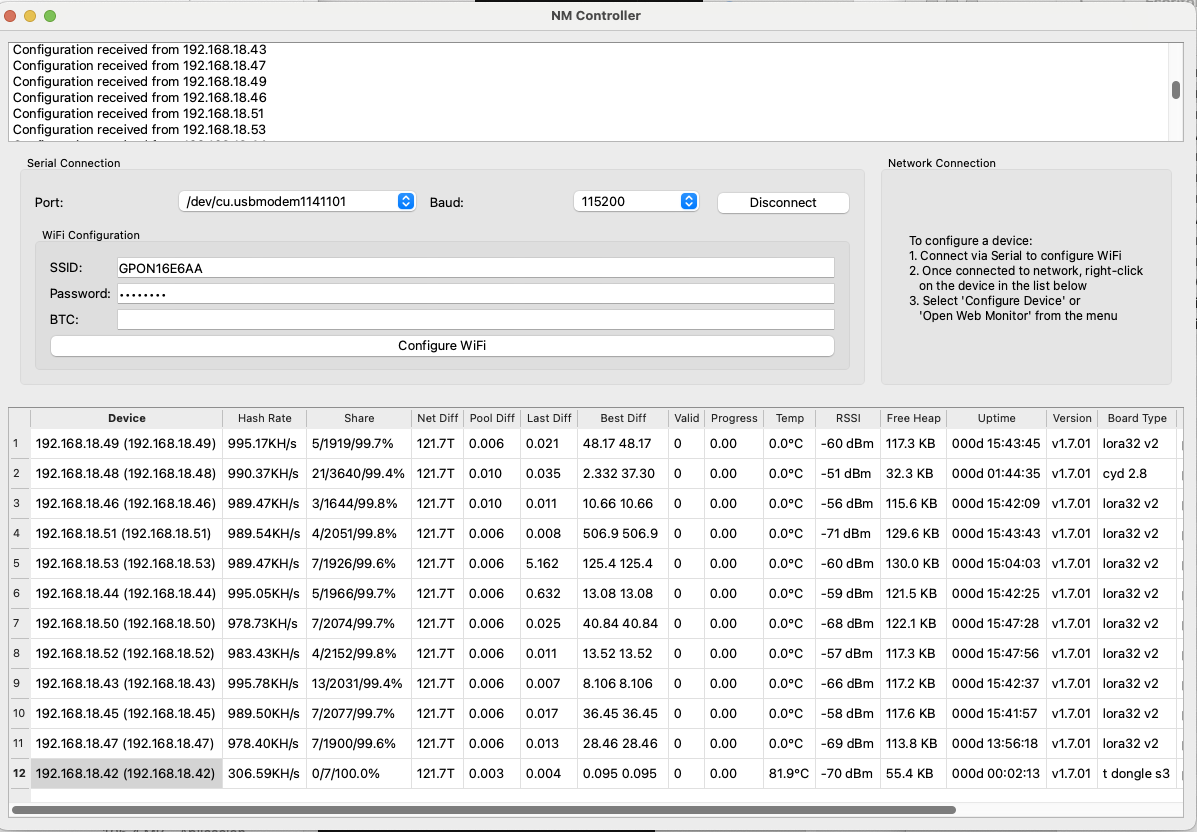 NM Controller
Configuration received from 192.168.18.43
Configuration received from 192.168.18.47
Configuration received from 192.168.18.49
Configuration received from 192.168.18.46
Configuration received from 192.168.18.51
Configuration received from 192.168.18.53
Serial Connection
Port: /dev/cu.usbmodem1141101 Baud: 115200 Disconnect
WiFi Configuration
SSID: GPON16E6AA
Password: ••••••••
BTC:
Configure WiFi
Network Connection
To configure a device:
1. Connect via Serial to configure WiFi
2. Once connected to network, right-click
on the device in the list below
3. Select 'Configure Device' or
'Open Web Monitor' from the menu
Device Hash Rate Share Net Diff Pool Diff Last Diff Best Diff Valid Progress Temp RSSI Free Heap Uptime Version Board Type
1 192.168.18.49 (192.168.18.49) 995.17KH/s 5/1919/99.7% 121.7T 0.006 0.021 48.17 48.17 0 0.00 0.0°C -60 dBm 117.3 KB 000d 15:43:45 v1.7.01 lora32 v2
2 192.168.18.48 (192.168.18.48) 990.37KH/s 21/3640/99.4% 121.7T 0.010 0.035 2.332 37.30 0 0.00 0.0°C -51 dBm 32.3 KB 000d 01:44:35 v1.7.01 cyd 2.8
3 192.168.18.46 (192.168.18.46) 989.47KH/s 3/1644/99.8% 121.7T 0.010 0.011 10.66 10.66 0 0.00 0.0°C -56 dBm 115.6 KB 000d 15:42:09 v1.7.01 lora32 v2
4 192.168.18.51 (192.168.18.51) 989.54KH/s 4/2051/99.8% 121.7T 0.006 0.008 506.9 506.9 0 0.00 0.0°C -71 dBm 129.6 KB 000d 15:43:43 v1.7.01 lora32 v2
5 192.168.18.53 (192.168.18.53) 989.47KH/s 7/1926/99.6% 121.7T 0.006 5.162 125.4 125.4 0 0.00 0.0°C -60 dBm 130.0 KB 000d 15:04:03 v1.7.01 lora32 v2
6 192.168.18.44 (192.168.18.44) 995.05KH/s 5/1966/99.7% 121.7T 0.006 0.632 13.08 13.08 0 0.00 0.0°C -59 dBm 121.5 KB 000d 15:42:25 v1.7.01 lora32 v2
7 192.168.18.50 (192.168.18.50) 978.73KH/s 7/2074/99.7% 121.7T 0.006 0.025 40.84 40.84 0 0.00 0.0°C -68 dBm 122.1 KB 000d 15:47:28 v1.7.01 lora32 v2
8 192.168.18.52 (192.168.18.52) 983.43KH/s 4/2152/99.8% 121.7T 0.006 0.011 13.52 13.52 0 0.00 0.0°C -57 dBm 117.3 KB 000d 15:47:56 v1.7.01 lora32 v2
9 192.168.18.43 (192.168.18.43) 995.78KH/s 13/2031/99.4% 121.7T 0.006 0.007 8.106 8.106 0 0.00 0.0°C -66 dBm 117.2 KB 000d 15:42:37 v1.7.01 lora32 v2
10 192.168.18.45 (192.168.18.45) 989.50KH/s 7/2077/99.7% 121.7T 0.006 0.017 36.45 36.45 0 0.00 0.0°C -58 dBm 117.6 KB 000d 15:41:57 v1.7.01 lora32 v2
11 192.168.18.47 (192.168.18.47) 978.40KH/s 7/1900/99.6% 121.7T 0.006 0.013 28.46 28.46 0 0.00 0.0°C -69 dBm 113.8 KB 000d 13:56:18 v1.7.01 lora32 v2
12 192.168.18.42 (192.168.18.42) 306.59KH/s 0/7/100.0% 121.7T 0.003 0.004 0.095 0.095 0 0.00 81.9°C -70 dBm 55.4 KB 000d 00:02:13 v1.7.01 t dongle s3